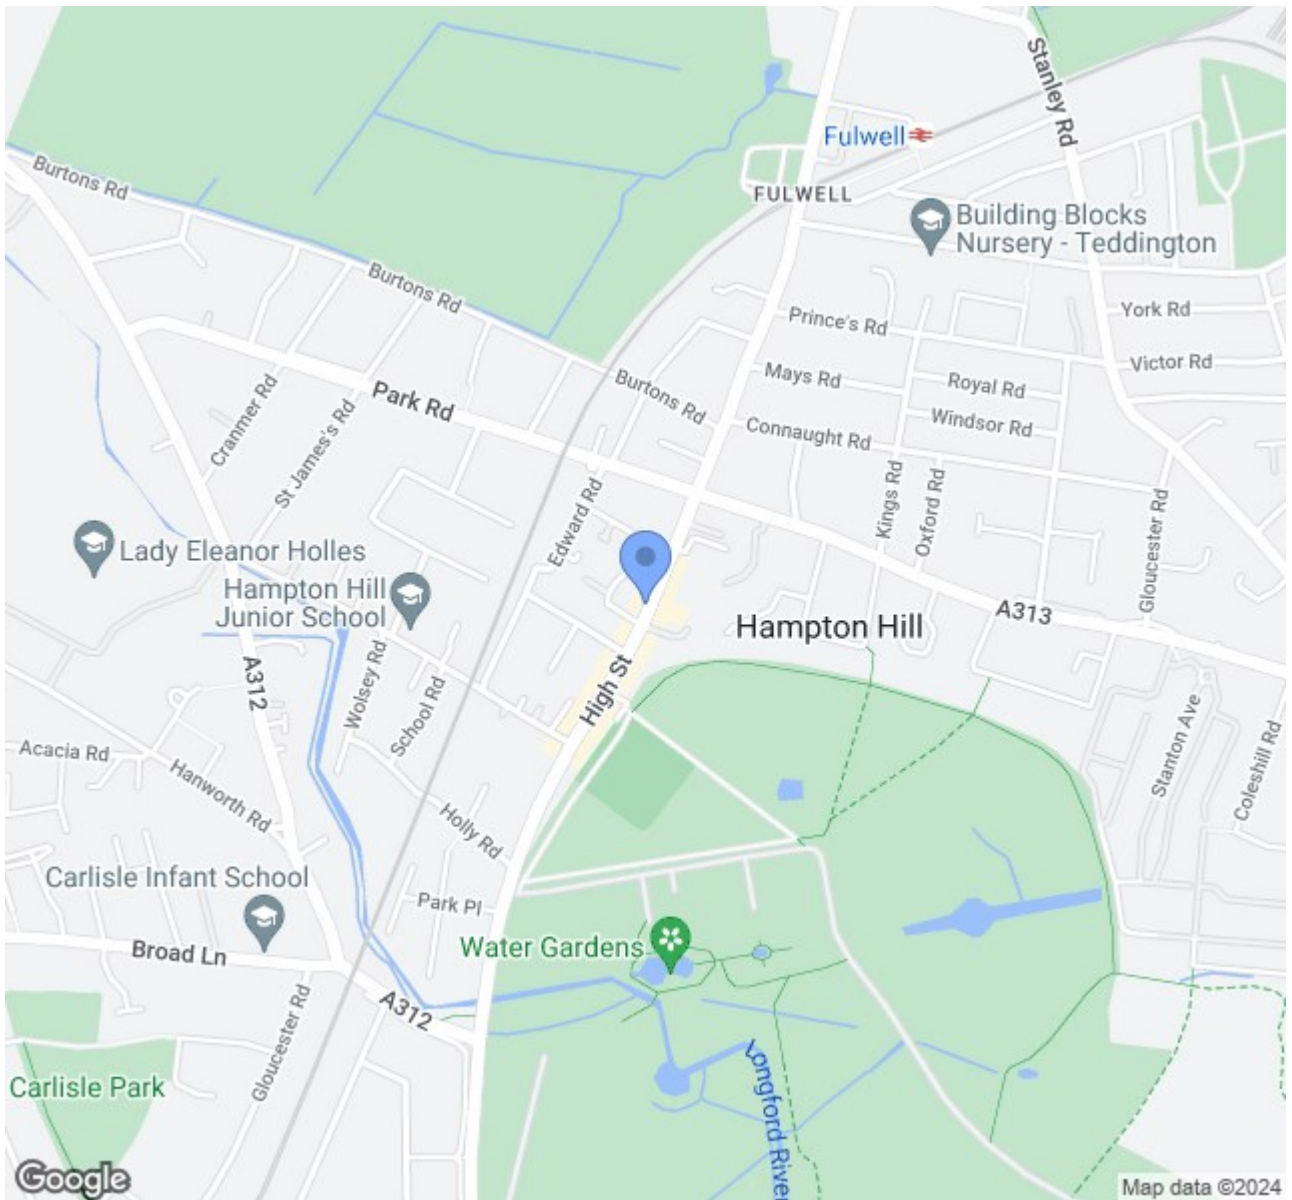 Stanley Rd
Burtons Rd
Fulwell
FULWELL
Building Blocks
Nursery - Teddington
Burtons Rd
Prince's Rd
York Rd
Victor Rd
Mays Rd
Royal Rd
Burtons Rd
Park Rd
Cranmer Rd
St James's Rd
Windsor Rd
Connaught Rd
Kings Rd
Oxford Rd
Gloucester Rd
Edward Rd
Lady Eleanor Holles
Hampton Hill
Junior School
Hampton Hill
A313
A312
Wolsey Rd
School Rd
High St
Acacia Rd
Hanworth Rd
Holly Rd
Stanton Ave
Coleshill Rd
Carlisle Infant School
Park Pl
Water Gardens
Broad Ln
A312
Gloucester Rd
Carlisle Park
Longford River
Google
Map data ©2024